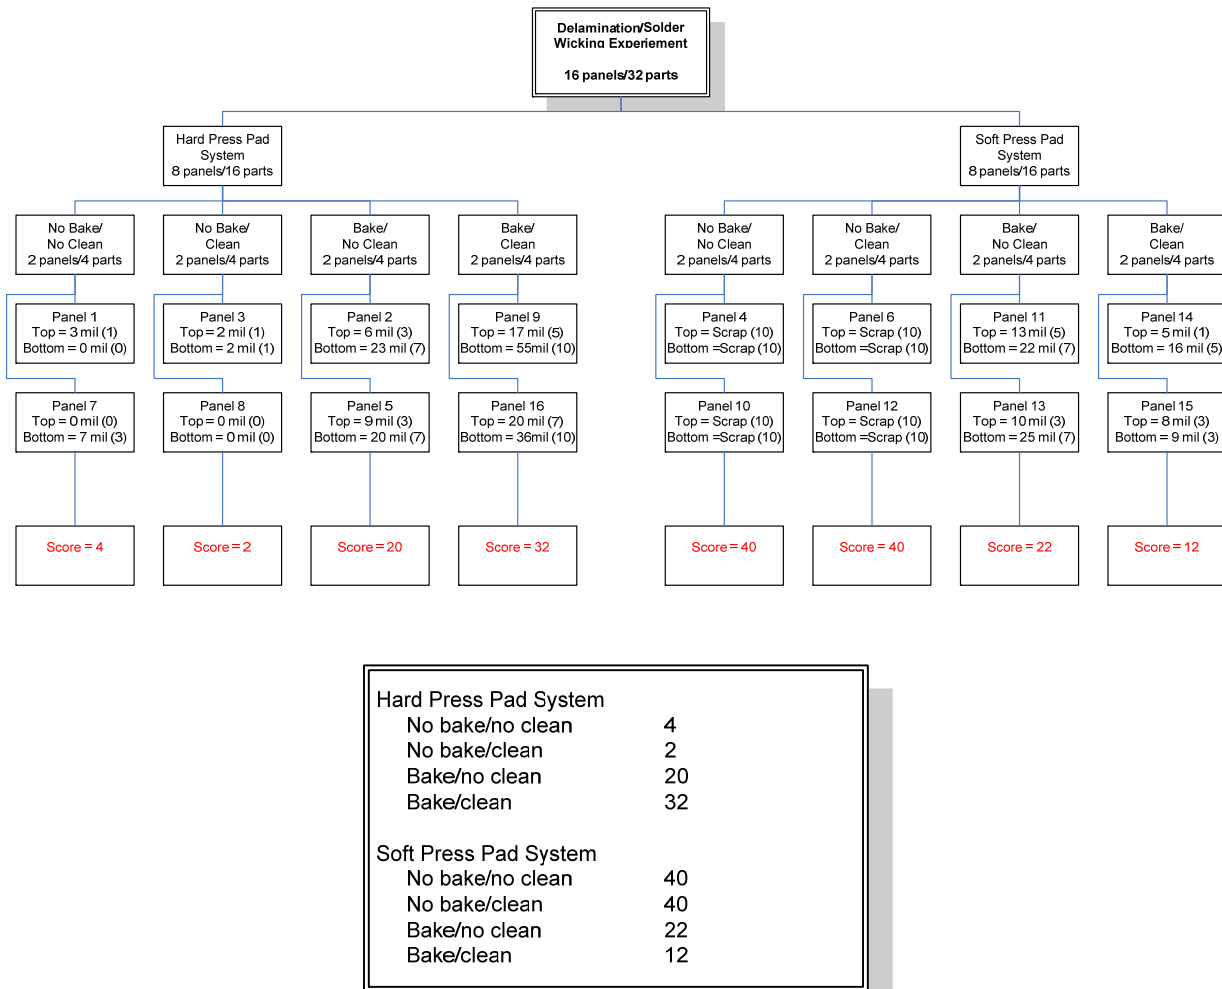 Delamination/Solder
Wicking Experiement
16 panels/32 parts
Hard Press Pad
System
8 panels/16 parts
Soft Press Pad
System
8 panels/16 parts
No Bake/
No Clean
2 panels/4 parts
No Bake/
Clean
2 panels/4 parts
Bake/
No Clean
2 panels/4 parts
Bake/
Clean
2 panels/4 parts
No Bake/
No Clean
2 panels/4 parts
No Bake/
Clean
2 panels/4 parts
Bake/
No Clean
2 panels/4 parts
Bake/
Clean
2 panels/4 parts
Panel 1
Top = 3 mil (1)
Bottom = 0 mil (0)
Panel 3
Top = 2 mil (1)
Bottom = 2 mil (1)
Panel 2
Top = 6 mil (3)
Bottom = 23 mil (7)
Panel 9
Top = 17 mil (5)
Bottom = 55mil (10)
Panel 4
Top = Scrap (10)
Bottom =Scrap (10)
Panel 6
Top = Scrap (10)
Bottom =Scrap (10)
Panel 11
Top = 13 mil (5)
Bottom = 22 mil (7)
Panel 14
Top = 5 mil (1)
Bottom = 16 mil (5)
Panel 7
Top = 0 mil (0)
Bottom = 7 mil (3)
Panel 8
Top = 0 mil (0)
Bottom = 0 mil (0)
Panel 5
Top = 9 mil (3)
Bottom = 20 mil (7)
Panel 16
Top = 20 mil (7)
Bottom = 36mil (10)
Panel 10
Top = Scrap (10)
Bottom =Scrap (10)
Panel 12
Top = Scrap (10)
Bottom =Scrap (10)
Panel 13
Top = 10 mil (3)
Bottom = 25 mil (7)
Panel 15
Top = 8 mil (3)
Bottom = 9 mil (3)
Score = 4
Score = 2
Score = 20
Score = 32
Score = 40
Score = 40
Score = 22
Score = 12
Hard Press Pad System
No bake/no clean 4
No bake/clean 2
Bake/no clean 20
Bake/clean 32
Soft Press Pad System
No bake/no clean 40
No bake/clean 40
Bake/no clean 22
Bake/clean 12